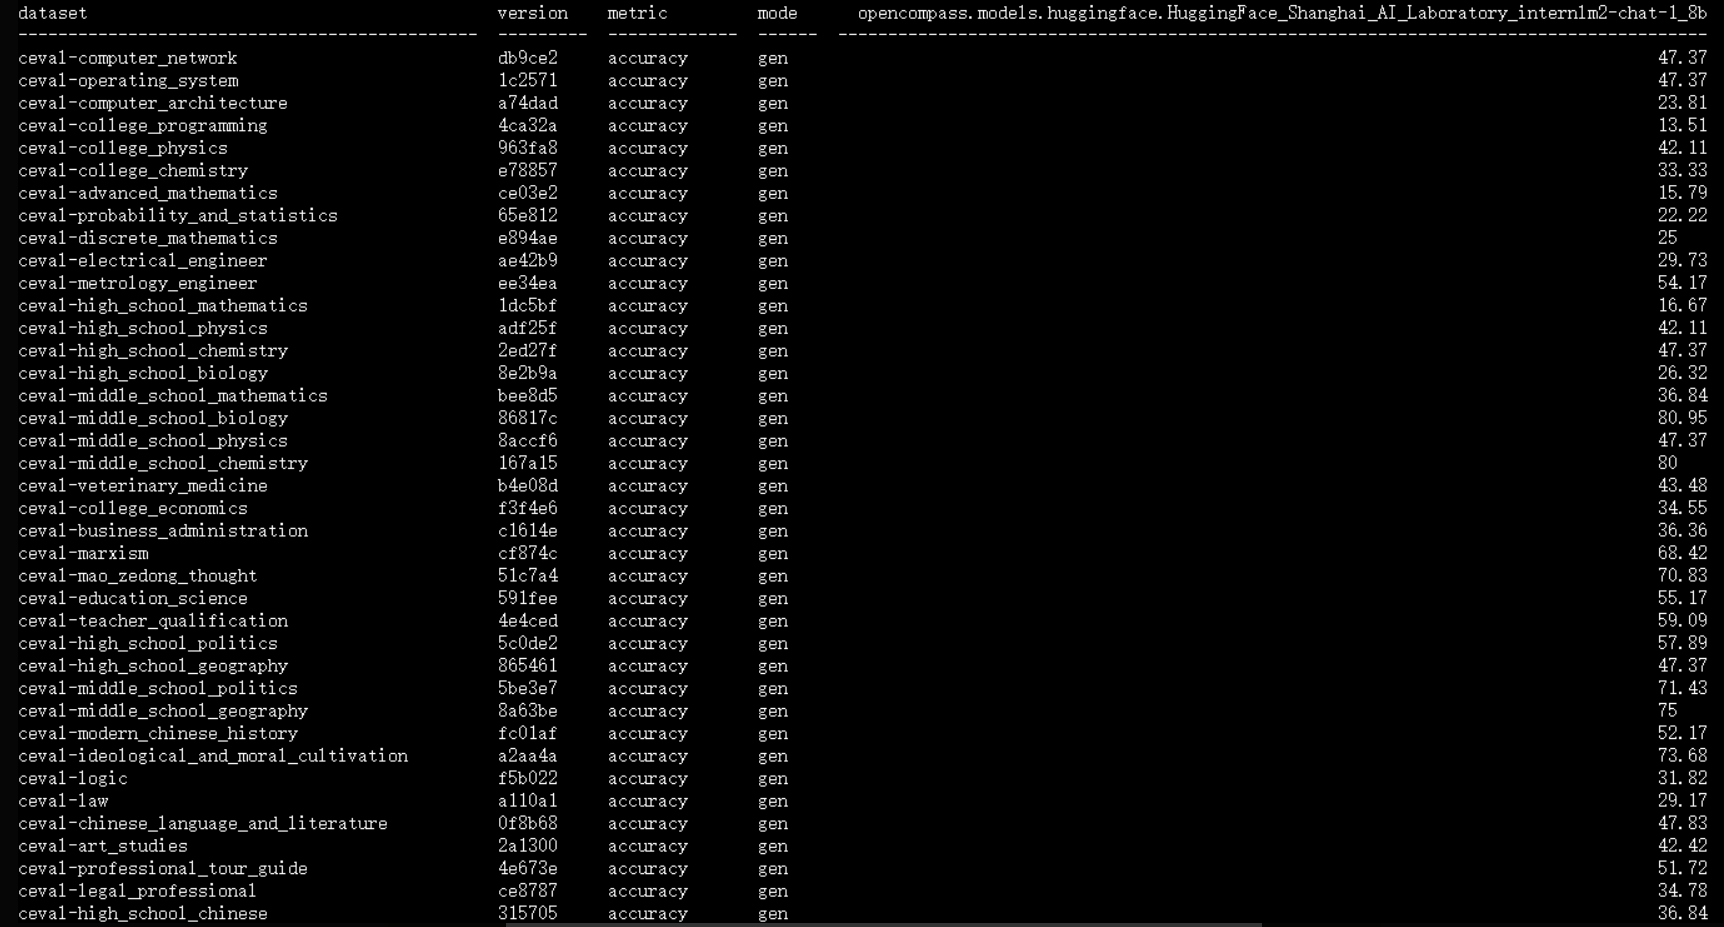 dataset version metric mode opencompass.models.huggingface.HuggingFace_Shanghai_AI_Laboratory_internlm2-chat-1_8b
---------------------------------------------- --------- ------------- ------ ---------------------------------------------------------------------------------------
ceval-computer_network db9ce2 accuracy gen 47.37
ceval-operating_system 1c2571 accuracy gen 47.37
ceval-computer_architecture a74dad accuracy gen 23.81
ceval-college_programming 4ca32a accuracy gen 13.51
ceval-college_physics 963fa8 accuracy gen 42.11
ceval-college_chemistry e78857 accuracy gen 33.33
ceval-advanced_mathematics ce03e2 accuracy gen 15.79
ceval-probability_and_statistics 65e812 accuracy gen 22.22
ceval-discrete_mathematics e894ae accuracy gen 25
ceval-electrical_engineer ae42b9 accuracy gen 29.73
ceval-metrology_engineer ee34ea accuracy gen 54.17
ceval-high_school_mathematics 1dc5bf accuracy gen 16.67
ceval-high_school_physics adf25f accuracy gen 42.11
ceval-high_school_chemistry 2ed27f accuracy gen 47.37
ceval-high_school_biology 8e2b9a accuracy gen 26.32
ceval-middle_school_mathematics bee8d5 accuracy gen 36.84
ceval-middle_school_biology 86817c accuracy gen 80.95
ceval-middle_school_physics 8accf6 accuracy gen 47.37
ceval-middle_school_chemistry 167a15 accuracy gen 80
ceval-veterinary_medicine b4e08d accuracy gen 43.48
ceval-college_economics f3f4e6 accuracy gen 34.55
ceval-business_administration c1614e accuracy gen 36.36
ceval-marxism cf874c accuracy gen 68.42
ceval-mao_zedong_thought 51c7a4 accuracy gen 70.83
ceval-education_science 591fee accuracy gen 55.17
ceval-teacher_qualification 4e4ced accuracy gen 59.09
ceval-high_school_politics 5c0de2 accuracy gen 57.89
ceval-high_school_geography 865461 accuracy gen 47.37
ceval-middle_school_politics 5be3e7 accuracy gen 71.43
ceval-middle_school_geography 8a63be accuracy gen 75
ceval-modern_chinese_history fc01af accuracy gen 52.17
ceval-ideological_and_moral_cultivation a2aa4a accuracy gen 73.68
ceval-logic f5b022 accuracy gen 31.82
ceval-law a110a1 accuracy gen 29.17
ceval-chinese_language_and_literature 0f8b68 accuracy gen 47.83
ceval-art_studies 2a1300 accuracy gen 42.42
ceval-professional_tour_guide 4e673e accuracy gen 51.72
ceval-legal_professional ce8787 accuracy gen 34.78
ceval-high_school_chinese 315705 accuracy gen 36.84